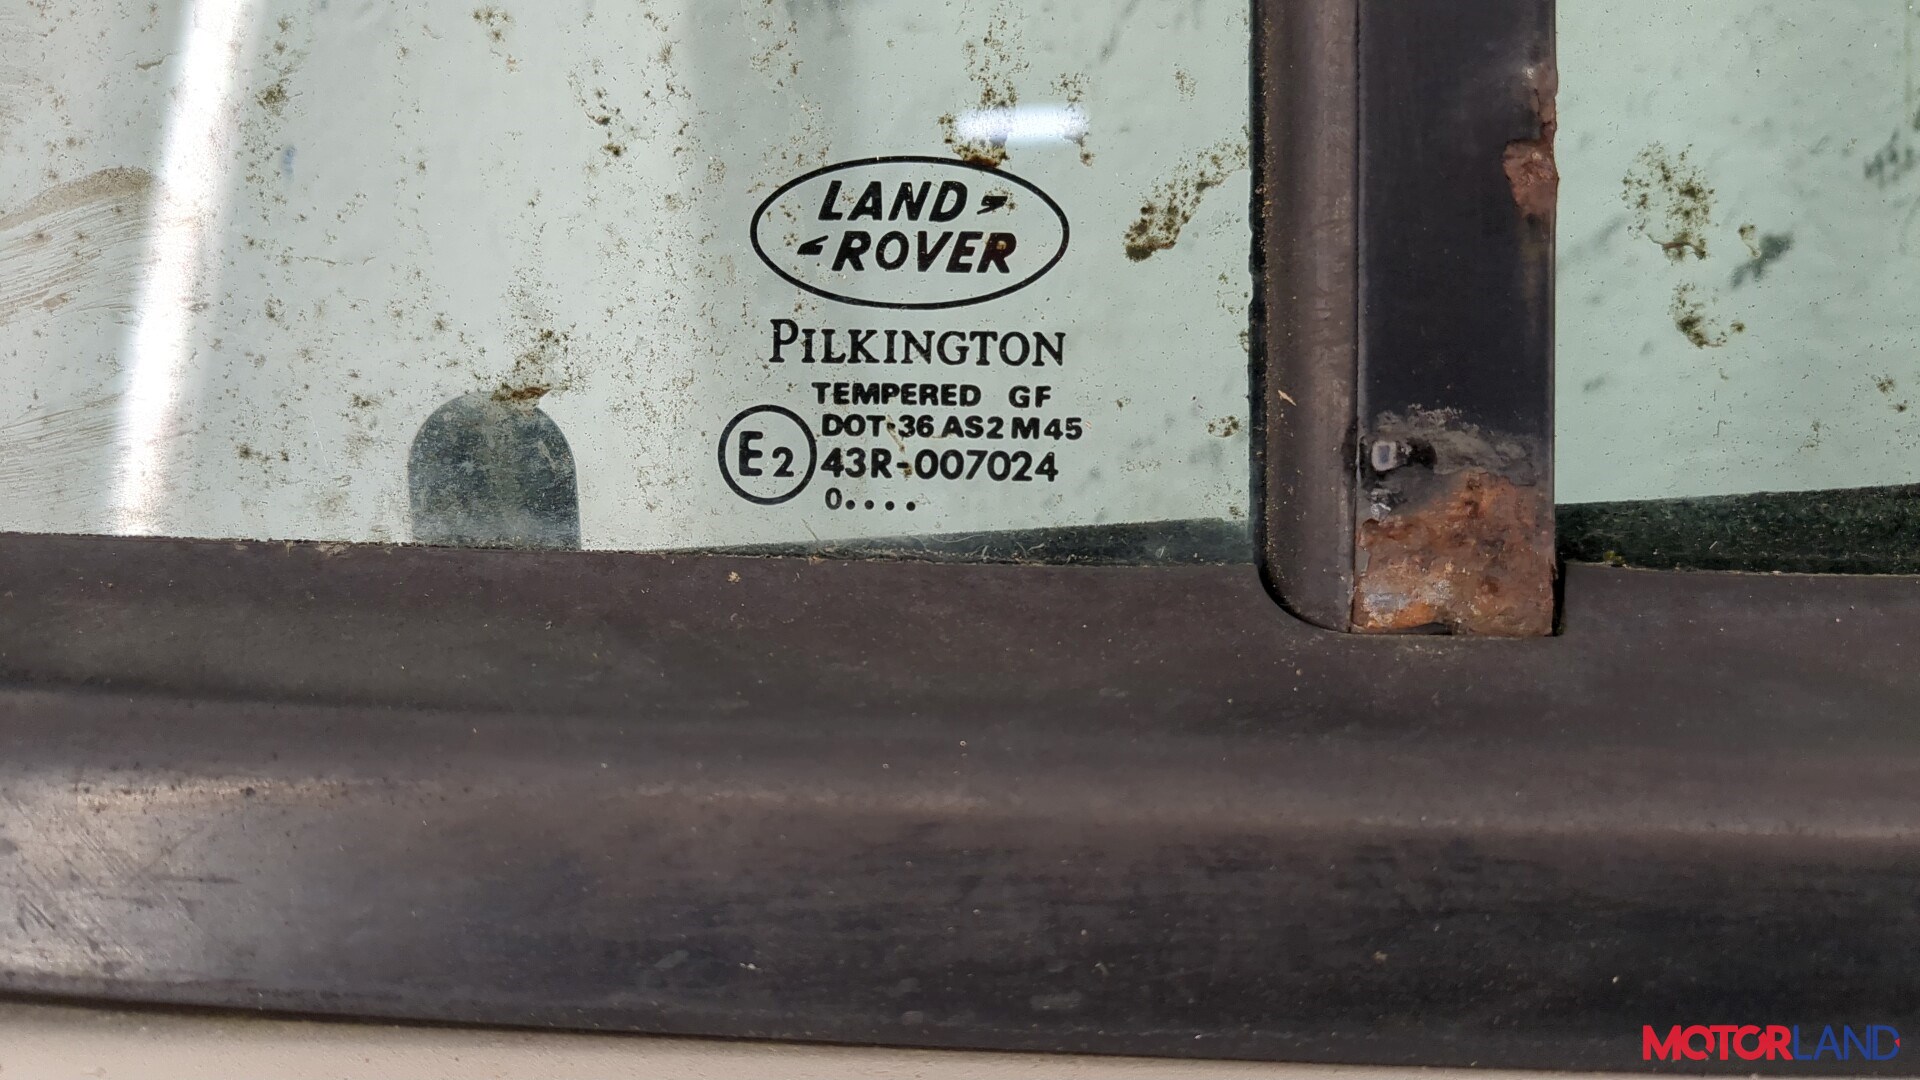 LAND
ROVER
PILKINGTON
TEMPERED GF
DOT·36 AS2 M45
E2 43R-007024
0....
MOTORLAND